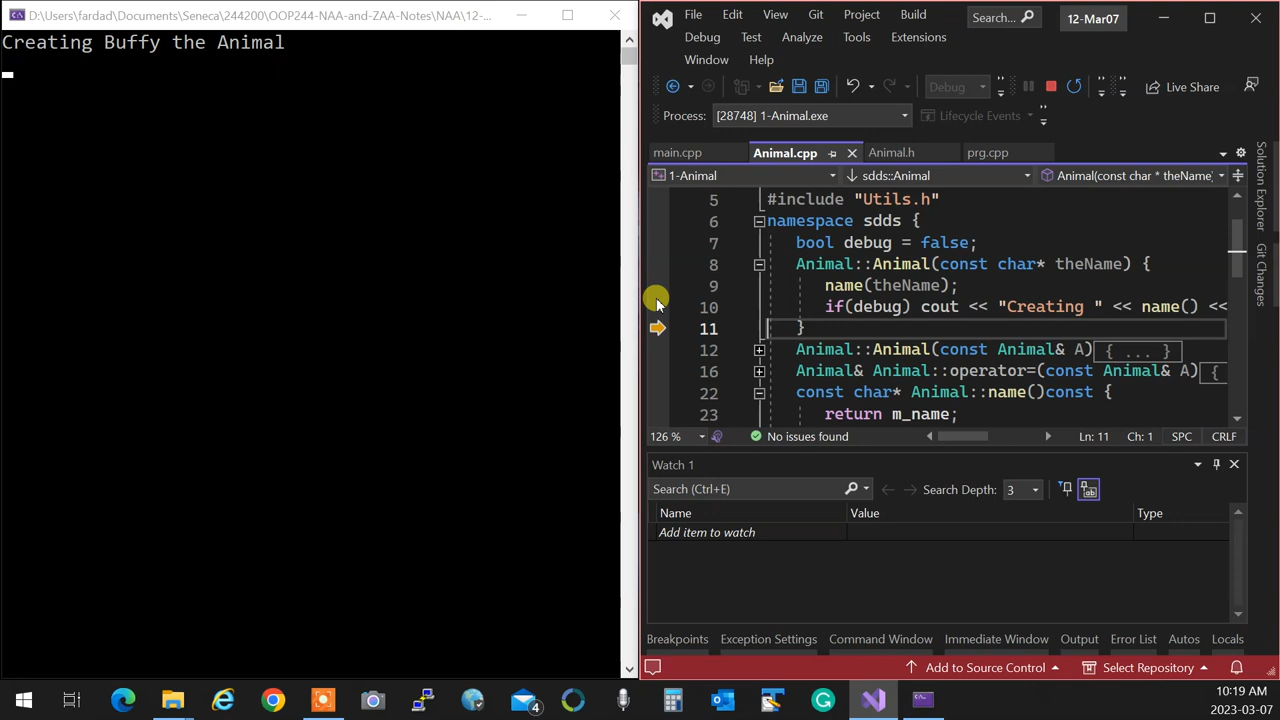 D:\Users\fardad\Documents\Seneca\244200\OOP244-NAA-and-ZAA-Notes\NAA\12-...
Creating Buffy the Animal
File Edit View Git Project Build
Search...
12-Mar07
Debug Test Analyze Tools Extensions
Window Help
Debug
Live Share
Process: [28748] 1-Animal.exe Lifecycle Events
main.cpp Animal.cpp Animal.h prg.cpp
1-Animal sdds::Animal Animal(const char * theName)
5 #include "Utils.h"
6 namespace sdds {
7 bool debug = false;
8 Animal::Animal(const char* theName) {
9 name(theName);
10 if(debug) cout << "Creating " << name() <<
11 }
12 Animal::Animal(const Animal& A) { ... }
16 Animal& Animal::operator=(const Animal& A) {
22 const char* Animal::name()const {
23 return m_name;
126 % No issues found Ln: 11 Ch: 1 SPC CRLF
Watch 1
Search (Ctrl+E) Search Depth: 3
Name Value Type
Add item to watch
Breakpoints Exception Settings Command Window Immediate Window Output Error List Autos Locals
Add to Source Control Select Repository
Solution Explorer
Git Changes
4
10:19 AM
2023-03-07